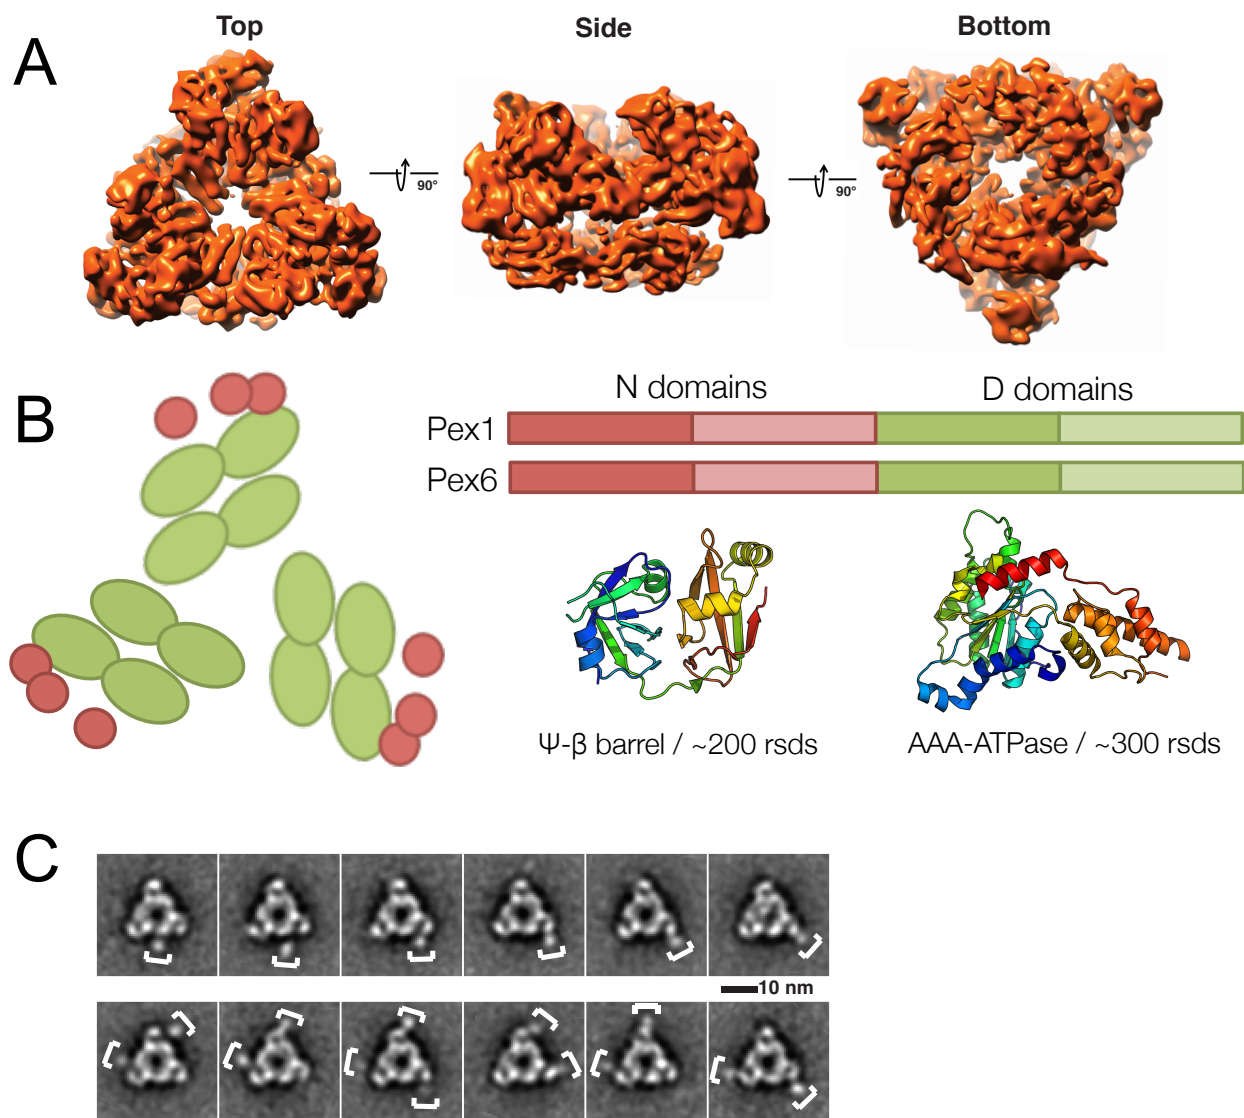 A
Top
Side
Bottom
90°
90°
B
N domains
D domains
Pex1
Pex6
Ψ-β barrel / ~200 rsds
AAA-ATPase / ~300 rsds
C
10 nm